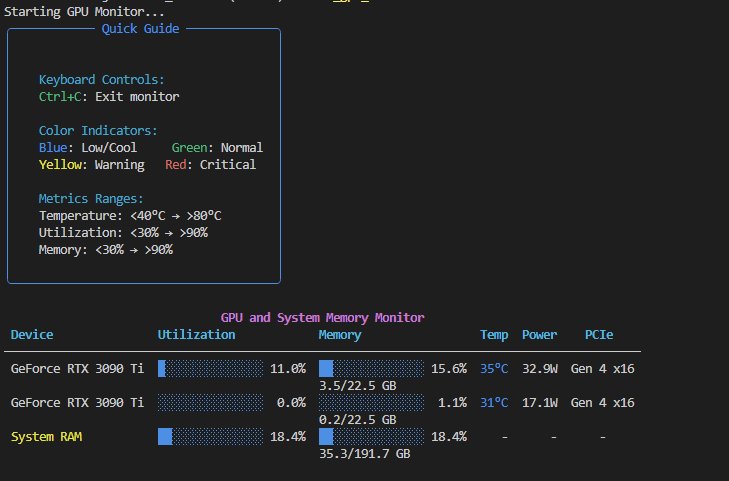 Starting GPU Monitor...
Quick Guide
Keyboard Controls:
Ctrl+C: Exit monitor
Color Indicators:
Blue: Low/Cool Green: Normal
Yellow: Warning Red: Critical
Metrics Ranges:
Temperature: <40°C → >80°C
Utilization: <30% → >90%
Memory: <30% → >90%
GPU and System Memory Monitor
Device Utilization Memory Temp Power PCIe
GeForce RTX 3090 Ti 11.0% 15.6% 35°C 32.9W Gen 4 x16
3.5/22.5 GB
GeForce RTX 3090 Ti 0.0% 1.1% 31°C 17.1W Gen 4 x16
0.2/22.5 GB
System RAM 18.4% 18.4% - - -
35.3/191.7 GB